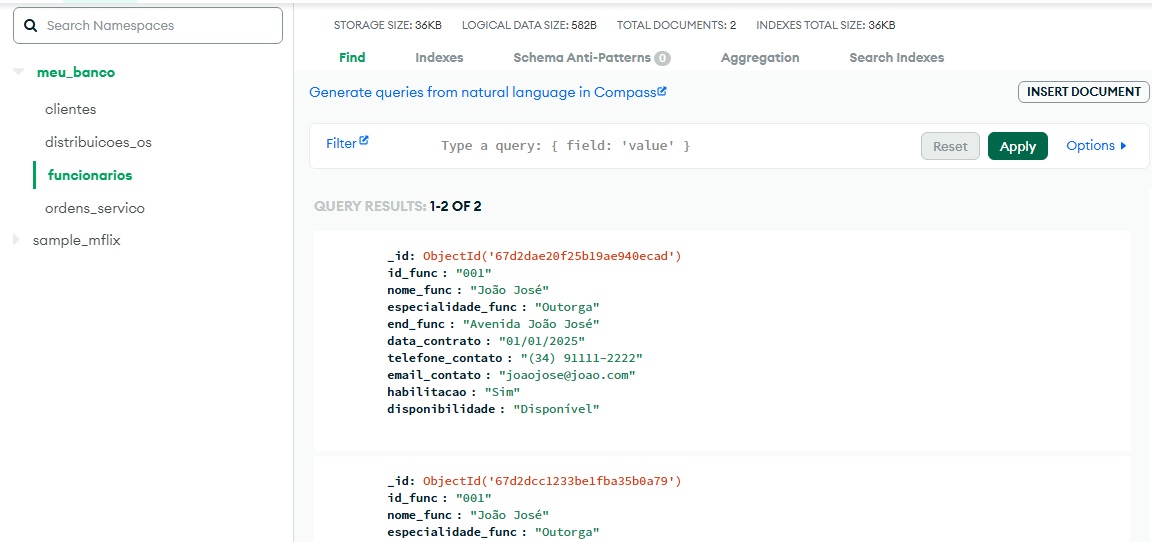 Search Namespaces
meu_banco
clientes
distribuicoes_os
funcionarios
ordens_servico
sample_mflix
STORAGE SIZE: 36KB LOGICAL DATA SIZE: 582B TOTAL DOCUMENTS: 2 INDEXES TOTAL SIZE: 36KB
Find Indexes Schema Anti-Patterns 0 Aggregation Search Indexes
Generate queries from natural language in Compass
INSERT DOCUMENT
Filter Type a query: { field: 'value' } Reset Apply Options
QUERY RESULTS: 1-2 OF 2
_id: ObjectId('67d2dae20f25b19ae940ecad')
id_func : "001"
nome_func : "João José"
especialidade_func : "Outorga"
end_func : "Avenida João José"
data_contrato : "01/01/2025"
telefone_contato : "(34) 91111-2222"
email_contato : "joaojose@joao.com"
habilitacao : "Sim"
disponibilidade : "Disponível"
_id: ObjectId('67d2dcc1233be1fba35b0a79')
id_func : "001"
nome_func : "João José"
especialidade_func : "Outorga"